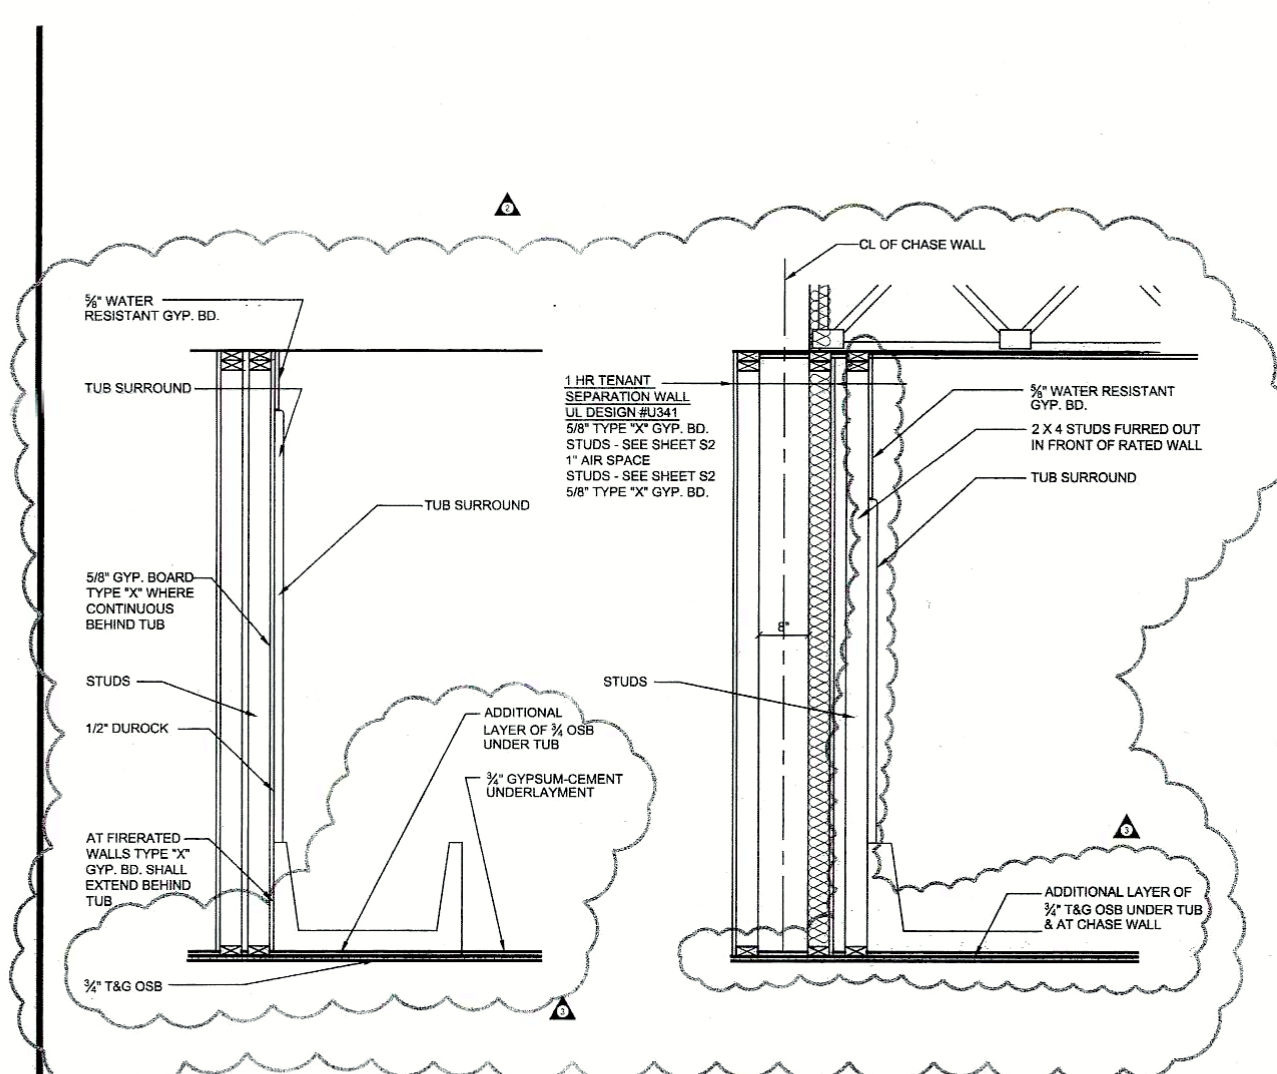 2
CL OF CHASE WALL
⅝" WATER
RESISTANT GYP. BD.
TUB SURROUND
TUB SURROUND
5/8" GYP. BOARD
TYPE "X" WHERE
CONTINUOUS
BEHIND TUB
STUDS
1/2" DUROCK
AT FIRERATED
WALLS TYPE "X"
GYP. BD. SHALL
EXTEND BEHIND
TUB
¾" T&G OSB
ADDITIONAL
LAYER OF ¾ OSB
UNDER TUB
¾" GYPSUM-CEMENT
UNDERLAYMENT
3
1 HR TENANT
SEPARATION WALL
UL DESIGN #U341
5/8" TYPE "X" GYP. BD.
STUDS - SEE SHEET S2
1" AIR SPACE
STUDS - SEE SHEET S2
5/8" TYPE "X" GYP. BD.
8"
STUDS
⅝" WATER RESISTANT
GYP. BD.
2 X 4 STUDS FURRED OUT
IN FRONT OF RATED WALL
TUB SURROUND
3
ADDITIONAL LAYER OF
¾" T&G OSB UNDER TUB
& AT CHASE WALL